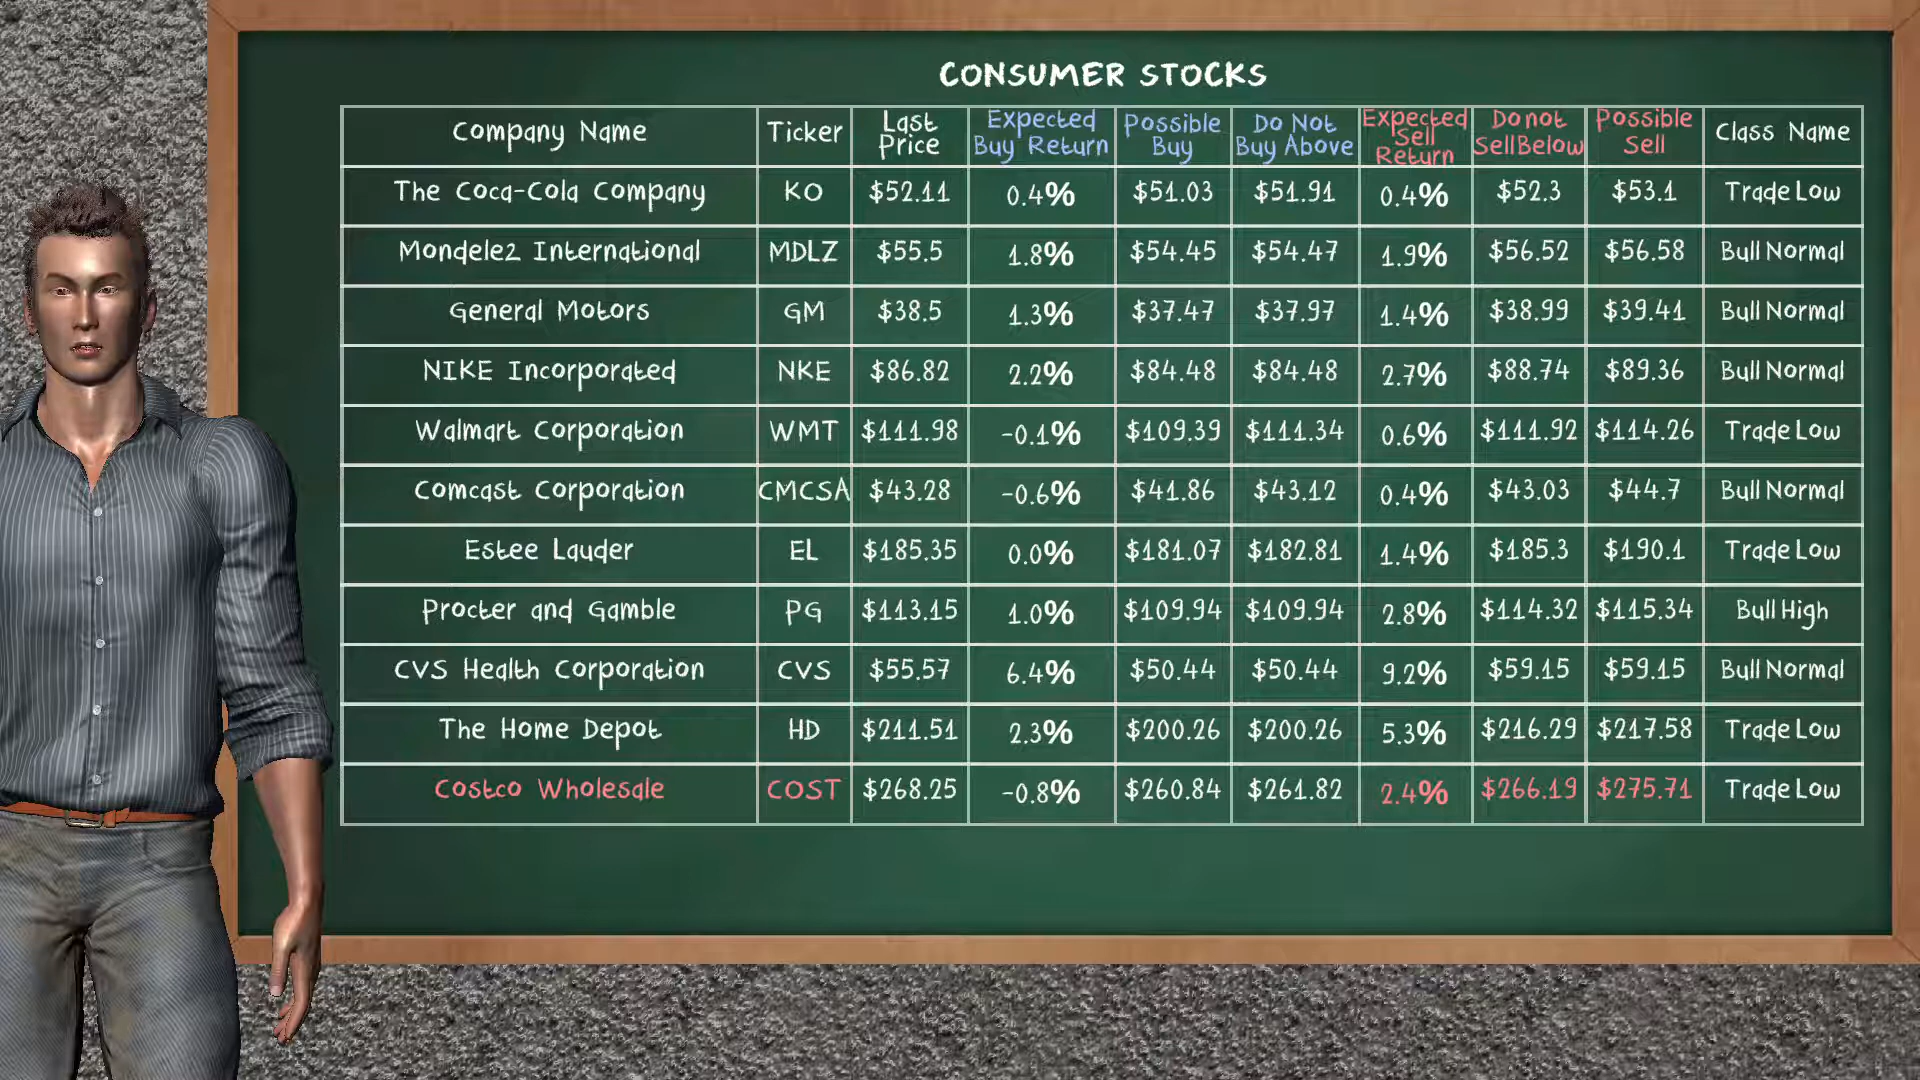 CONSUMER STOCKS
Company Name Ticker Last Price Expected Buy Return Possible Buy Do Not Buy Above Expected Sell Return Do not Sell Below Possible Sell Class Name
The Coca-Cola Company KO $52.11 0.4% $51.03 $51.91 0.4% $52.3 $53.1 Trade Low
Mondelez International MDLZ $55.5 1.8% $54.45 $54.47 1.9% $56.52 $56.58 Bull Normal
General Motors GM $38.5 1.3% $37.47 $37.97 1.4% $38.99 $39.41 Bull Normal
NIKE Incorporated NKE $86.82 2.2% $84.48 $84.48 2.7% $88.74 $89.36 Bull Normal
Walmart Corporation WMT $111.98 -0.1% $109.39 $111.34 0.6% $111.92 $114.26 Trade Low
Comcast Corporation CMCSA $43.28 -0.6% $41.86 $43.12 0.4% $43.03 $44.7 Bull Normal
Estee Lauder EL $185.35 0.0% $181.07 $182.81 1.4% $185.3 $190.1 Trade Low
Procter and Gamble PG $113.15 1.0% $109.94 $109.94 2.8% $114.32 $115.34 Bull High
CVS Health Corporation CVS $55.57 6.4% $50.44 $50.44 9.2% $59.15 $59.15 Bull Normal
The Home Depot HD $211.51 2.3% $200.26 $200.26 5.3% $216.29 $217.58 Trade Low
Costco Wholesale COST $268.25 -0.8% $260.84 $261.82 2.4% $266.19 $275.71 Trade Low